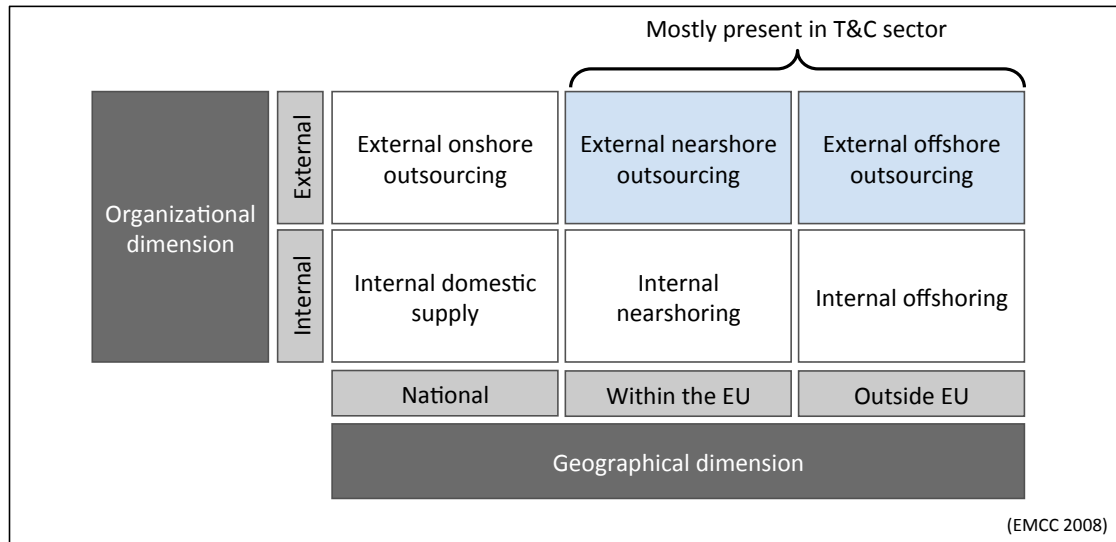 Mostly present in T&C sector
External
External onshore
outsourcing
External nearshore
outsourcing
External offshore
outsourcing
Organizational
dimension
Internal
Internal domestic
supply
Internal
nearshoring
Internal offshoring
National
Within the EU
Outside EU
Geographical dimension
(EMCC 2008)